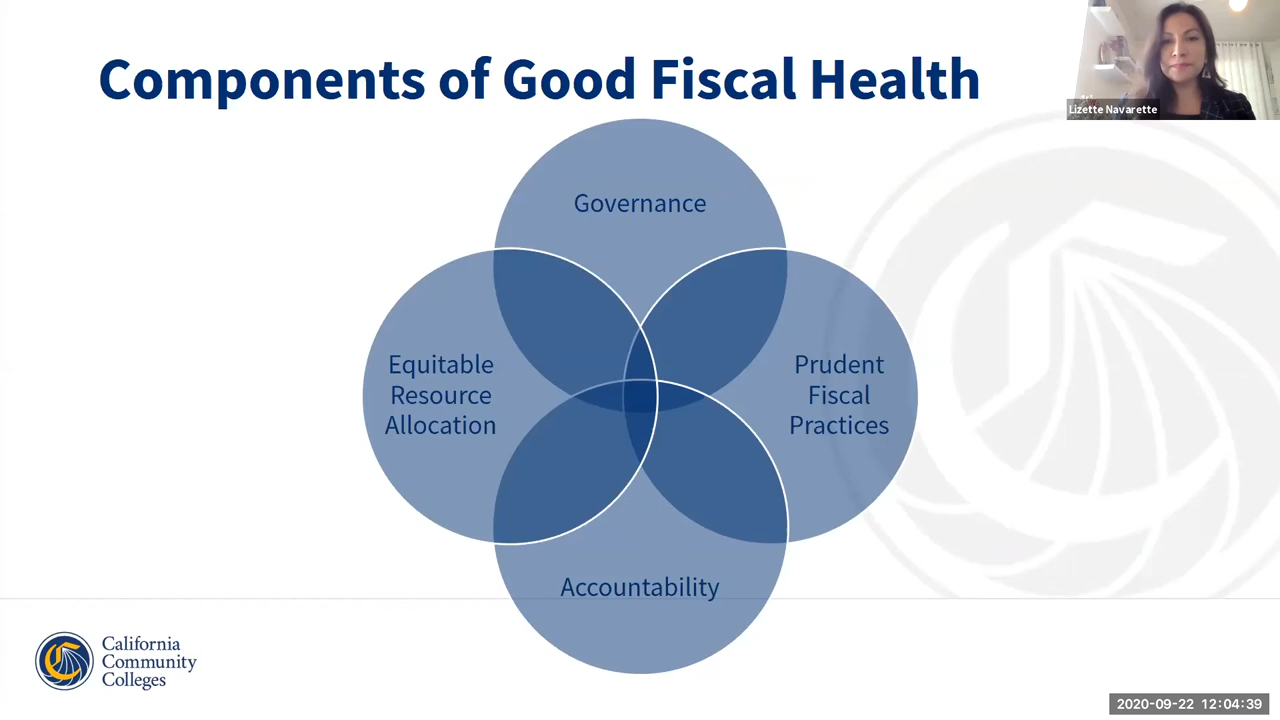 Components of Good Fiscal Health
Lizette Navarette
Governance
Equitable
Resource
Allocation
Prudent
Fiscal
Practices
Accountability
California
Community
Colleges
2020-09-22 12:04:39